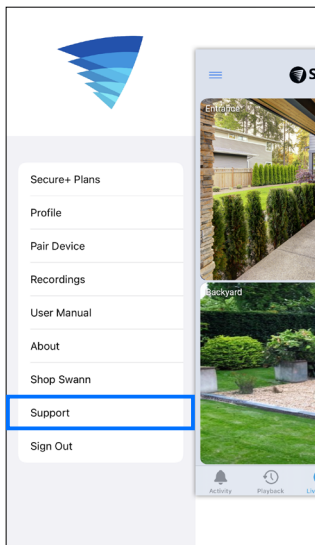 Secure+ Plans
Profile
Pair Device
Recordings
User Manual
About
Shop Swann
Support
Sign Out
S
Entrance
Backyard
Activity
Playback